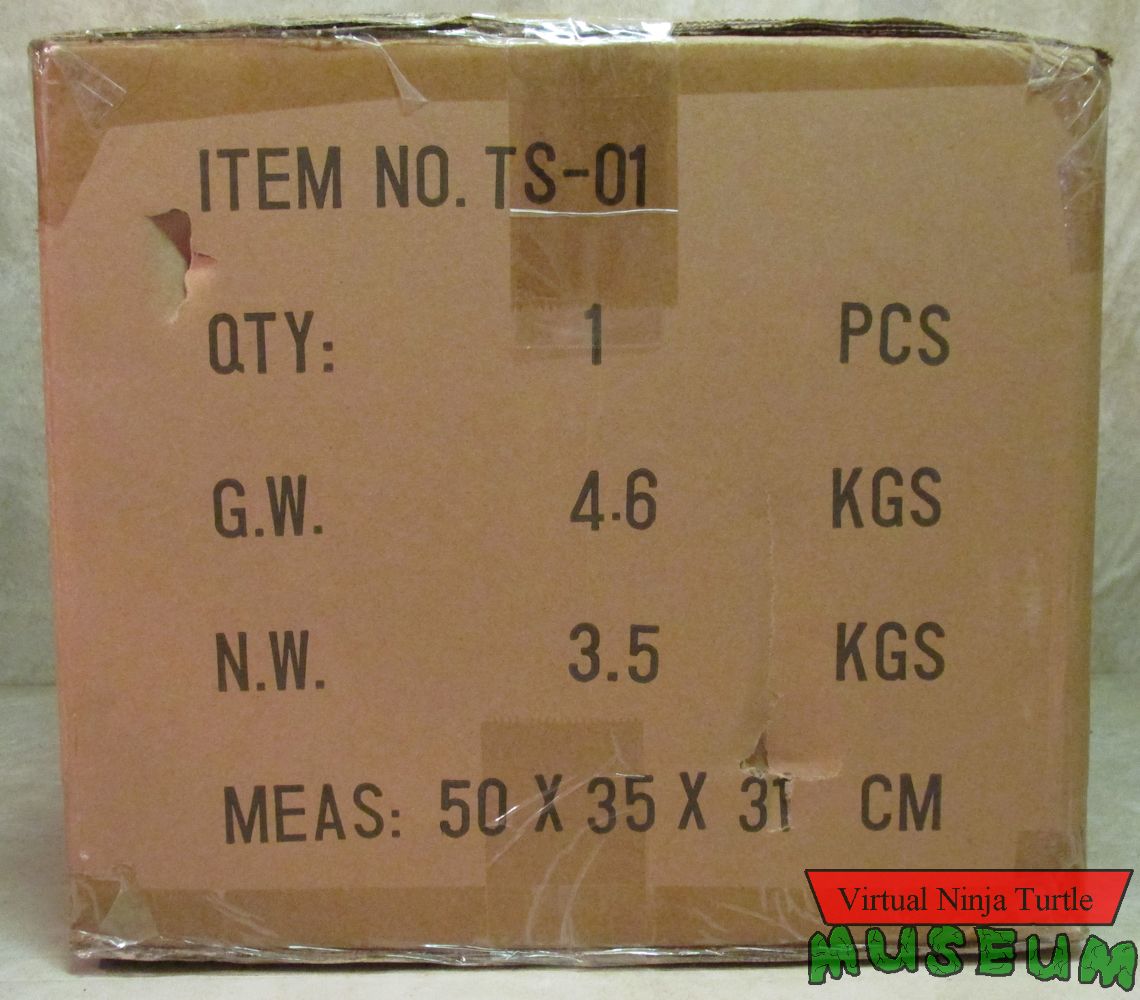 ITEM NO. TS-01
QTY: 1 PCS
G.W. 4.6 KGS
N.W. 3.5 KGS
MEAS: 50 X 35 X 31 CM
Virtual Ninja Turtle
MUSEUM